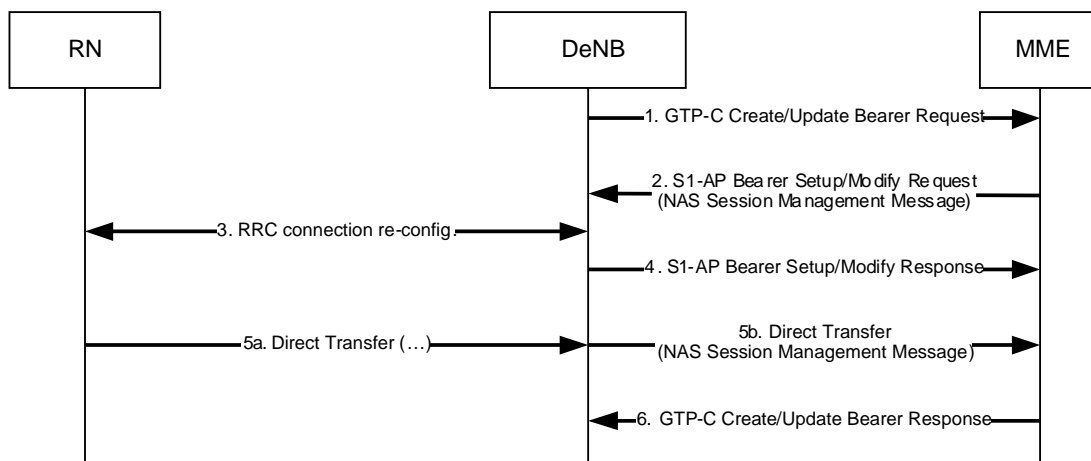 RN
DeNB
MME
1. GTP-C Create/Update Bearer Request
2. S1-AP Bearer Setup/Modify Request
(NAS Session Management Message)
3. RRC connection re-config.
4. S1-AP Bearer Setup/Modify Response
5a. Direct Transfer (…)
5b. Direct Transfer
(NAS Session Management Message)
6. GTP-C Create/Update Bearer Response